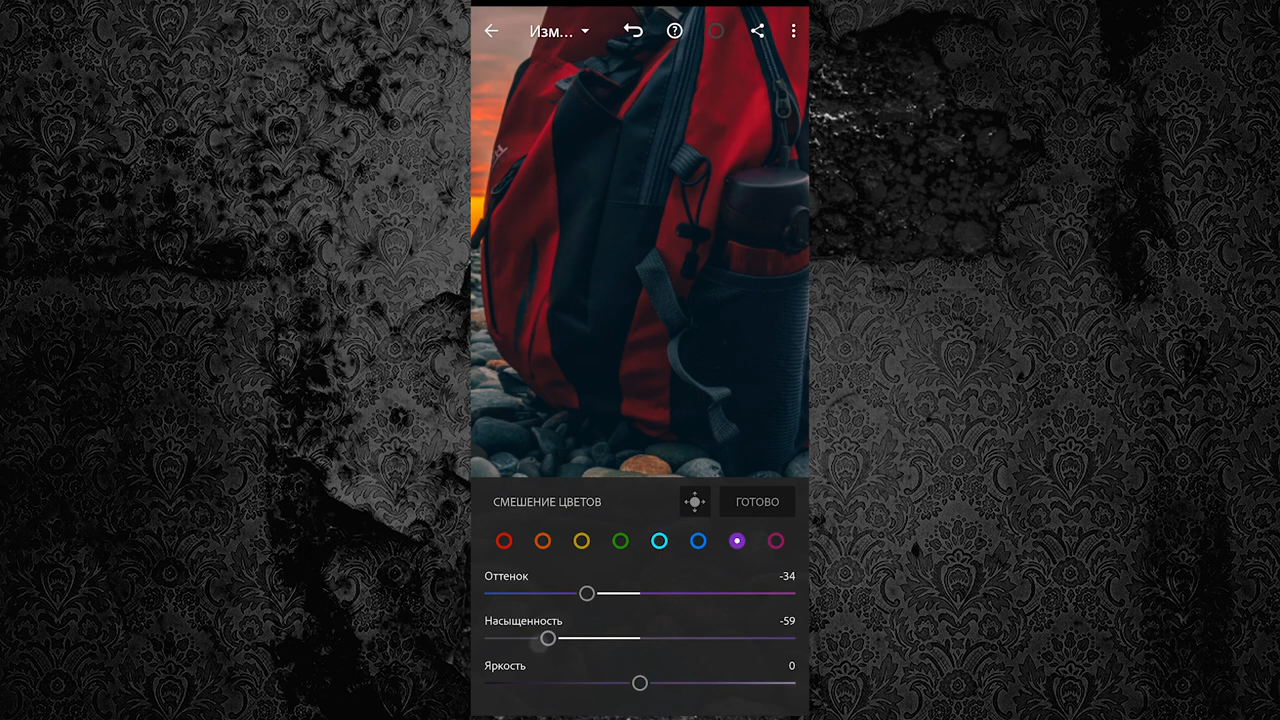 Изм...
СМЕШЕНИЕ ЦВЕТОВ
ГОТОВО
Оттенок -34
Насыщенность -59
Яркость 0